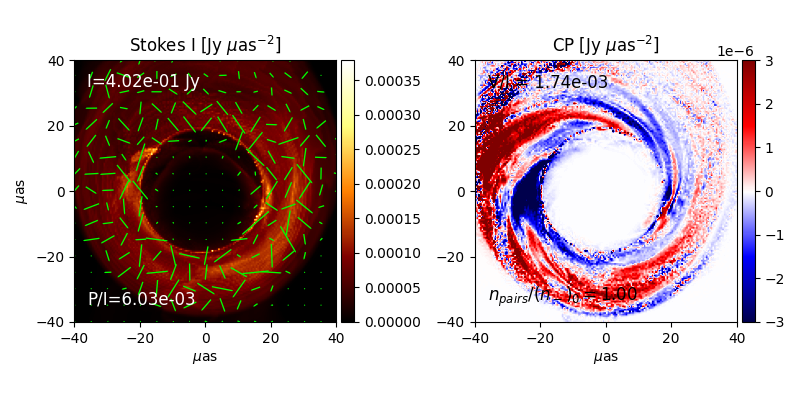 Stokes I [Jy μas⁻²]
I=4.02e-01 Jy
P/I=6.03e-03
40
20
0
−20
−40
−40 −20 0 20 40
μas
μas
0.00035
0.00030
0.00025
0.00020
0.00015
0.00010
0.00005
0.00000
CP [Jy μas⁻²]
1e−6
= 1.74e-03
n_pairs/(n )₀ = 1.00
40
20
0
−20
−40
−40 −20 0 20 40
μas
3
2
1
0
−1
−2
−3